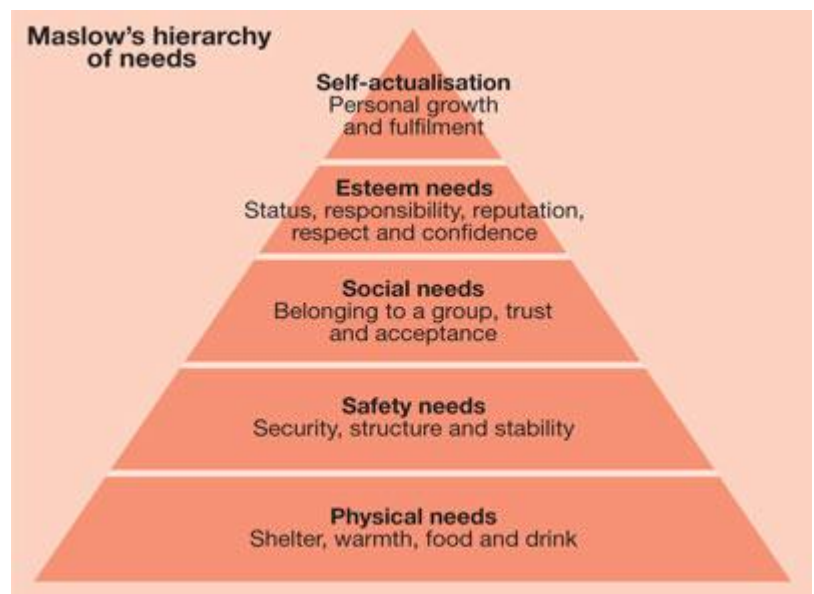 Maslow's hierarchy
of needs
Self-actualisation
Personal growth
and fulfilment
Esteem needs
Status, responsibility, reputation,
respect and confidence
Social needs
Belonging to a group, trust
and acceptance
Safety needs
Security, structure and stability
Physical needs
Shelter, warmth, food and drink